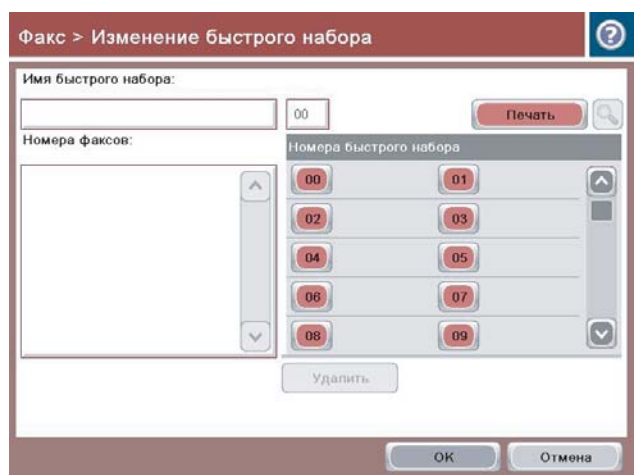 Факс > Изменение быстрого набора
?
Имя быстрого набора:
00
Печать
Номера факсов:
Номера быстрого набора
00 01
02 03
04 05
06 07
08 09
Удалить
OK Отмена